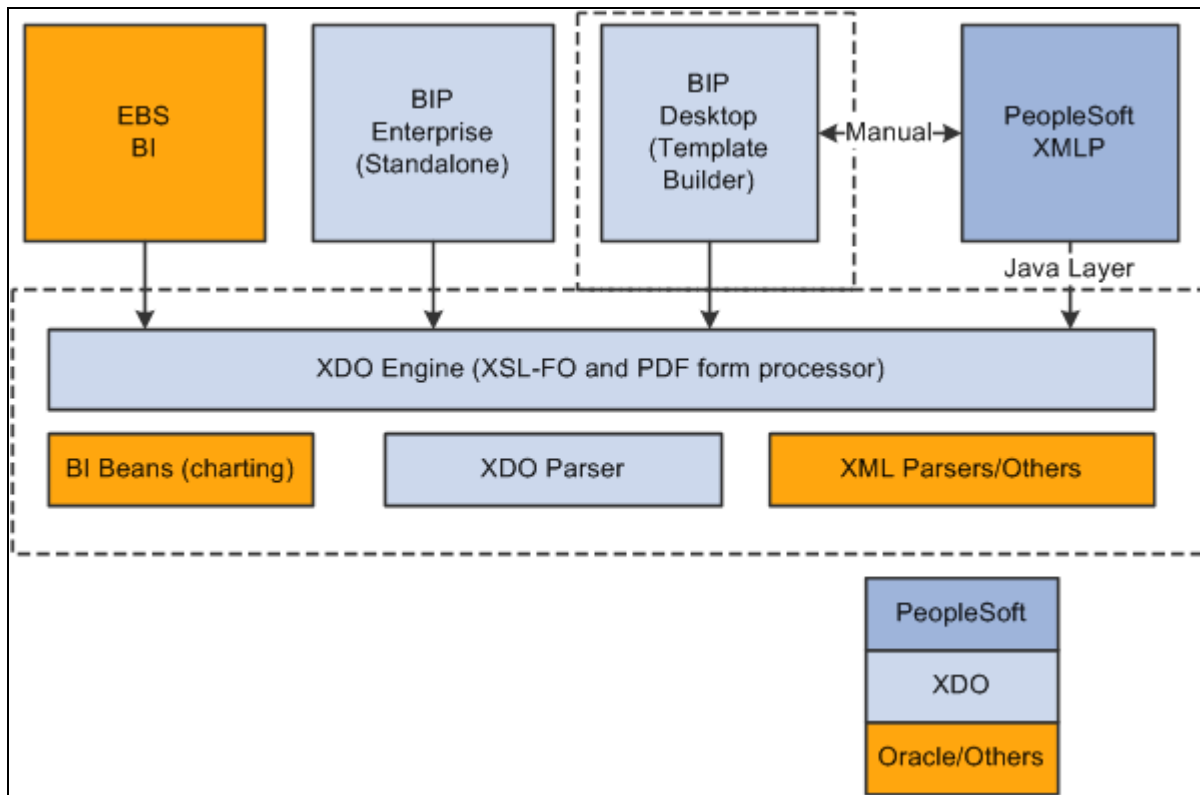 EBS
BI
BIP
Enterprise
(Standalone)
BIP
Desktop
(Template
Builder)
Manual
PeopleSoft
XMLP
Java Layer
XDO Engine (XSL-FO and PDF form processor)
BI Beans (charting)
XDO Parser
XML Parsers/Others
PeopleSoft
XDO
Oracle/Others